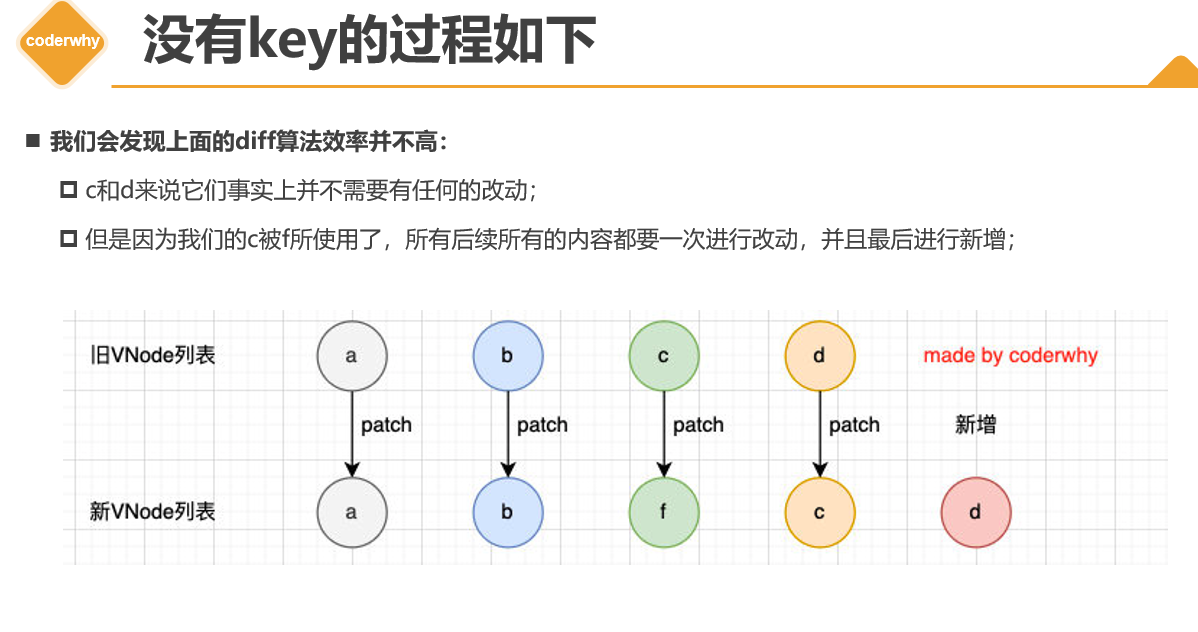 coderwhy
没有key的过程如下
我们会发现上面的diff算法效率并不高：
c和d来说它们事实上并不需要有任何的改动；
但是因为我们的c被f所使用了，所有后续所有的内容都要一次进行改动，并且最后进行新增；
旧VNode列表 a b c d made by coderwhy
patch patch patch patch 新增
新VNode列表 a b f c d